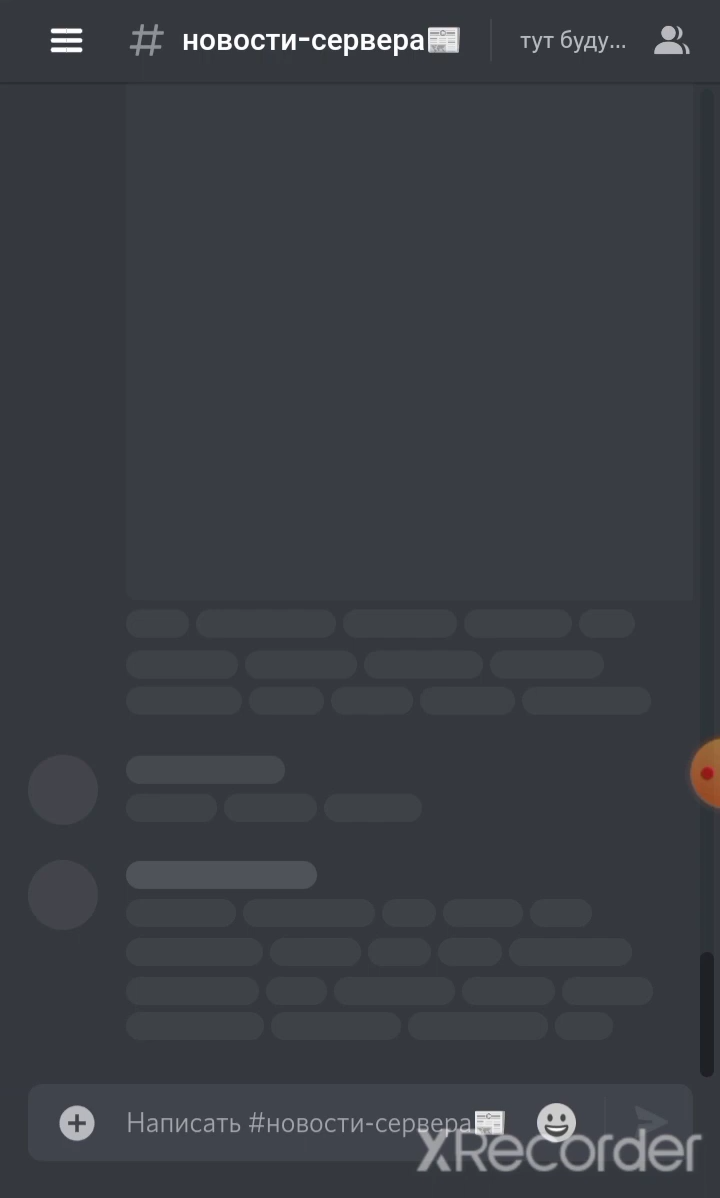 # новости-сервера📰 тут буду...
Написать #новости-сервера📰
XRecorder